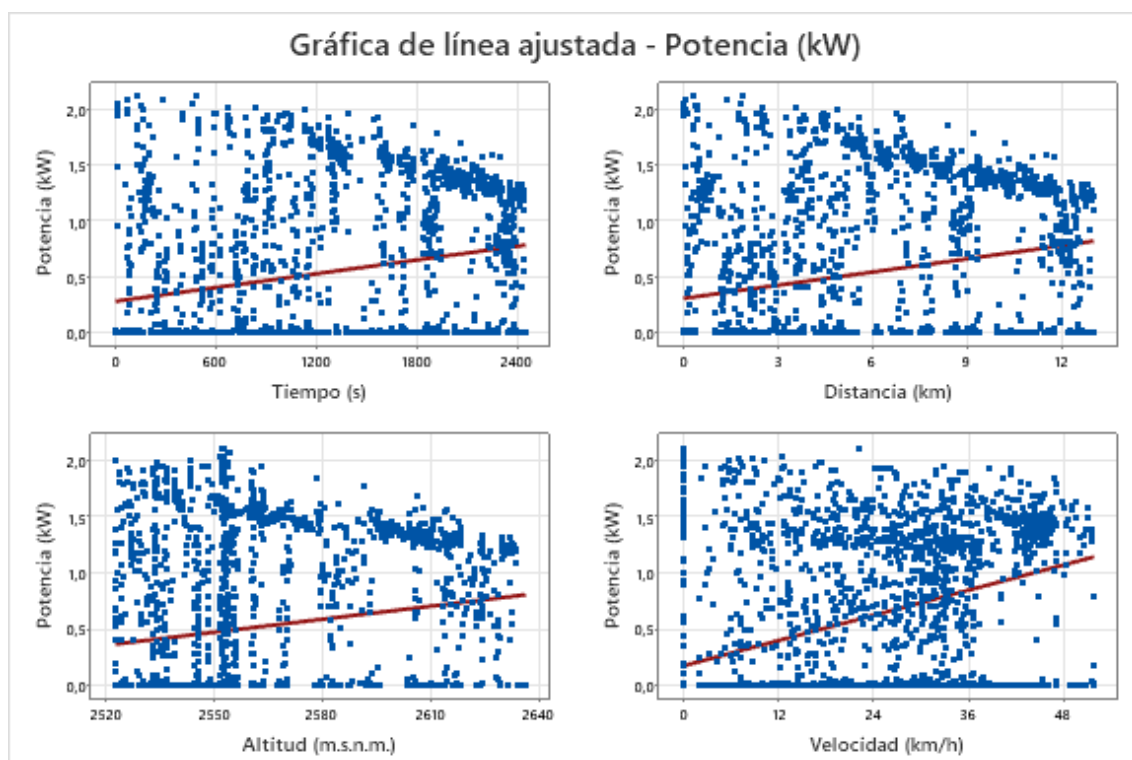 Gráfica de línea ajustada - Potencia (kW)
2,0
1,5
1,0
0,5
0,0
Potencia (kW)
0 600 1200 1800 2400
Tiempo (s)
2,0
1,5
1,0
0,5
0,0
Potencia (kW)
0 3 6 9 12
Distancia (km)
2,0
1,5
1,0
0,5
0,0
Potencia (kW)
2520 2550 2580 2610 2640
Altitud (m.s.n.m.)
2,0
1,5
1,0
0,5
0,0
Potencia (kW)
0 12 24 36 48
Velocidad (km/h)